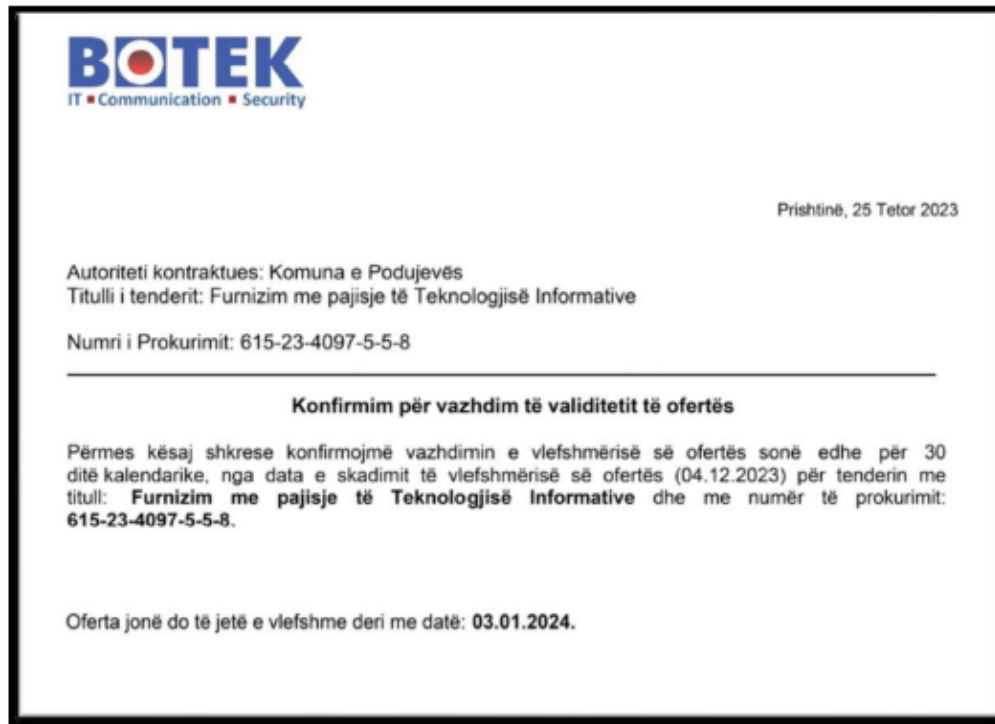 BOTEK
IT ▪ Communication ▪ Security
Prishtinë, 25 Tetor 2023
Autoriteti kontraktues: Komuna e Podujevës
Titulli i tenderit: Furnizim me pajisje të Teknologjisë Informative
Numri i Prokurimit: 615-23-4097-5-5-8
Konfirmim për vazhdim të validitetit të ofertës
Përmes kësaj shkrese konfirmojmë vazhdimin e vlefshmërisë së ofertës sonë edhe për 30
ditë kalendarike, nga data e skadimit të vlefshmërisë së ofertës (04.12.2023) për tenderin me
titull: Furnizim me pajisje të Teknologjisë Informative dhe me numër të prokurimit:
615-23-4097-5-5-8.
Oferta jonë do të jetë e vlefshme deri me datë: 03.01.2024.